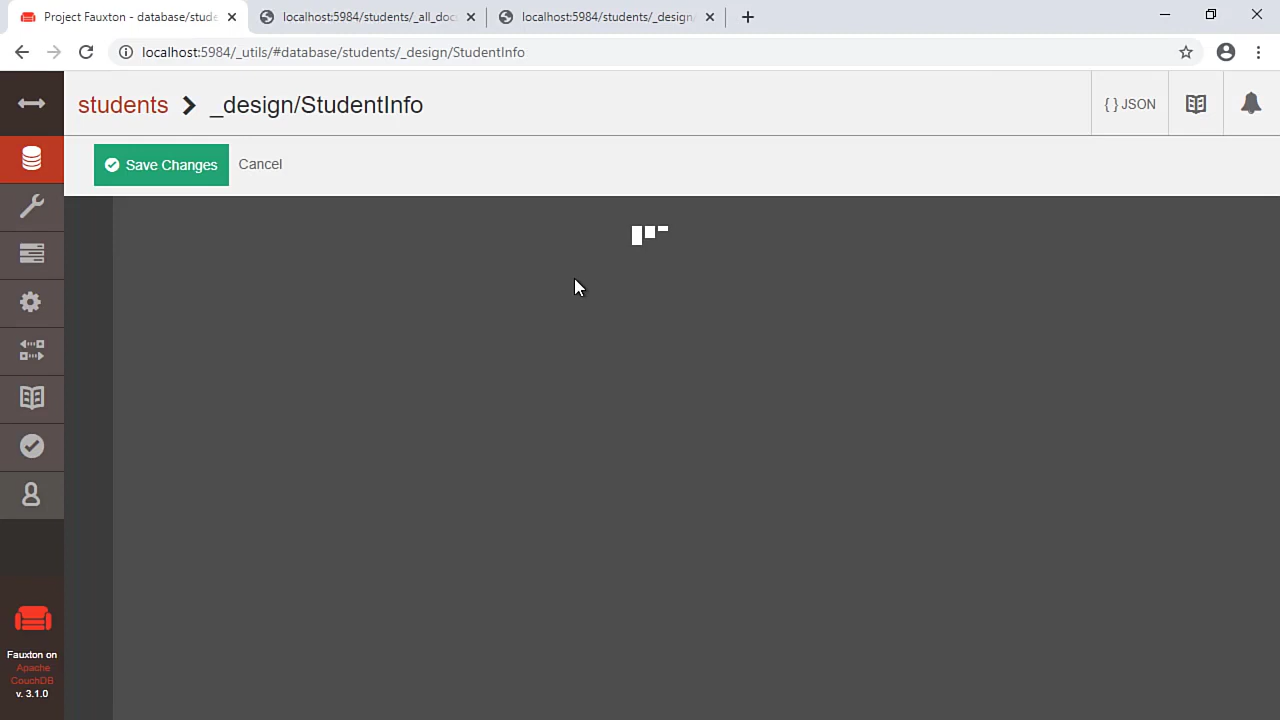 Project Fauxton - database/stude
localhost:5984/students/_all_doc
localhost:5984/students/_design
localhost:5984/_utils/#database/students/_design/StudentInfo
students
_design/StudentInfo
{ } JSON
Save Changes
Cancel
Fauxton on
Apache
CouchDB
v. 3.1.0